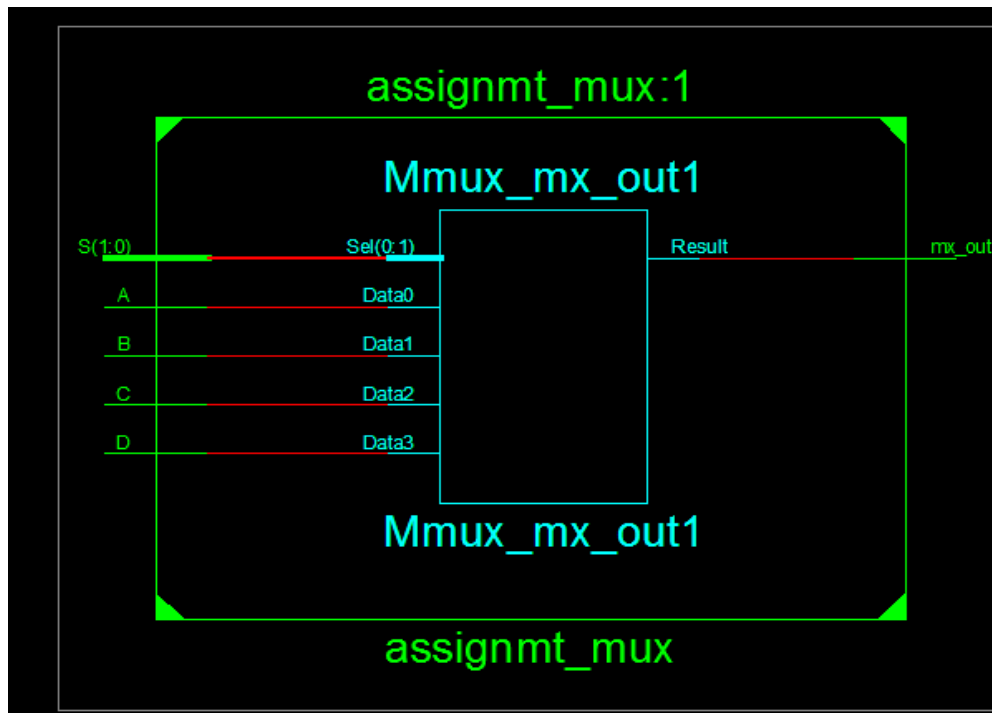 assignmt_mux:1
Mmux_mx_out1
S(1:0) Sel(0:1) Result mx_out
A Data0
B Data1
C Data2
D Data3
Mmux_mx_out1
assignmt_mux